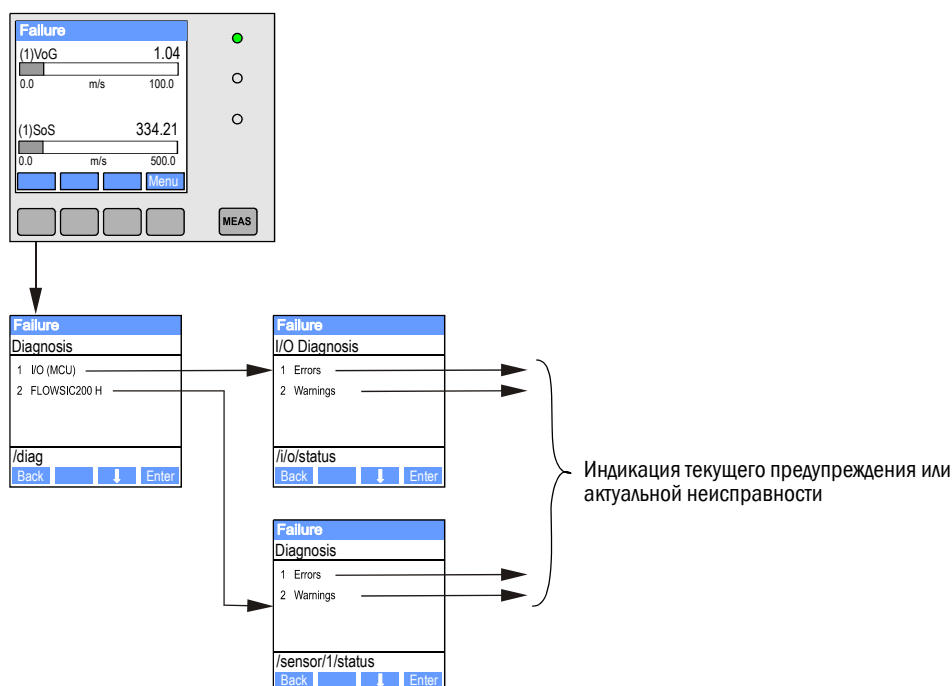 Failure
(1)VoG 1.04
0.0 m/s 100.0
(1)SoS 334.21
0.0 m/s 500.0
Menu
MEAS
Failure
Diagnosis
1 I/O (MCU)
2 FLOWSIC200 H
/diag
Back Enter
Failure
I/O Diagnosis
1 Errors
2 Warnings
/i/o/status
Back Enter
Failure
Diagnosis
1 Errors
2 Warnings
/sensor/1/status
Back Enter
Индикация текущего предупреждения или
актуальной неисправности